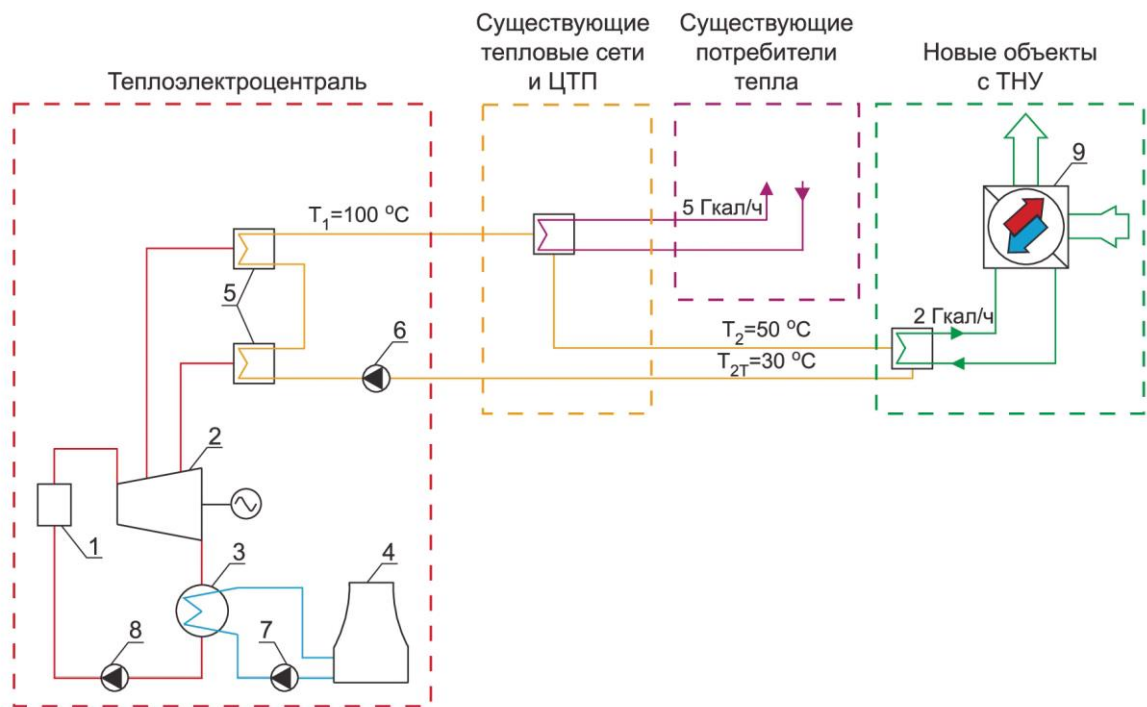 Теплоэлектроцентраль
Существующие
тепловые сети
и ЦТП
Существующие
потребители
тепла
Новые объекты
с ТНУ
9
T₁=100 °C
5 Гкал/ч
5
6
2 Гкал/ч
T₂=50 °C
T₂T=30 °C
2
1
3
4
8
7